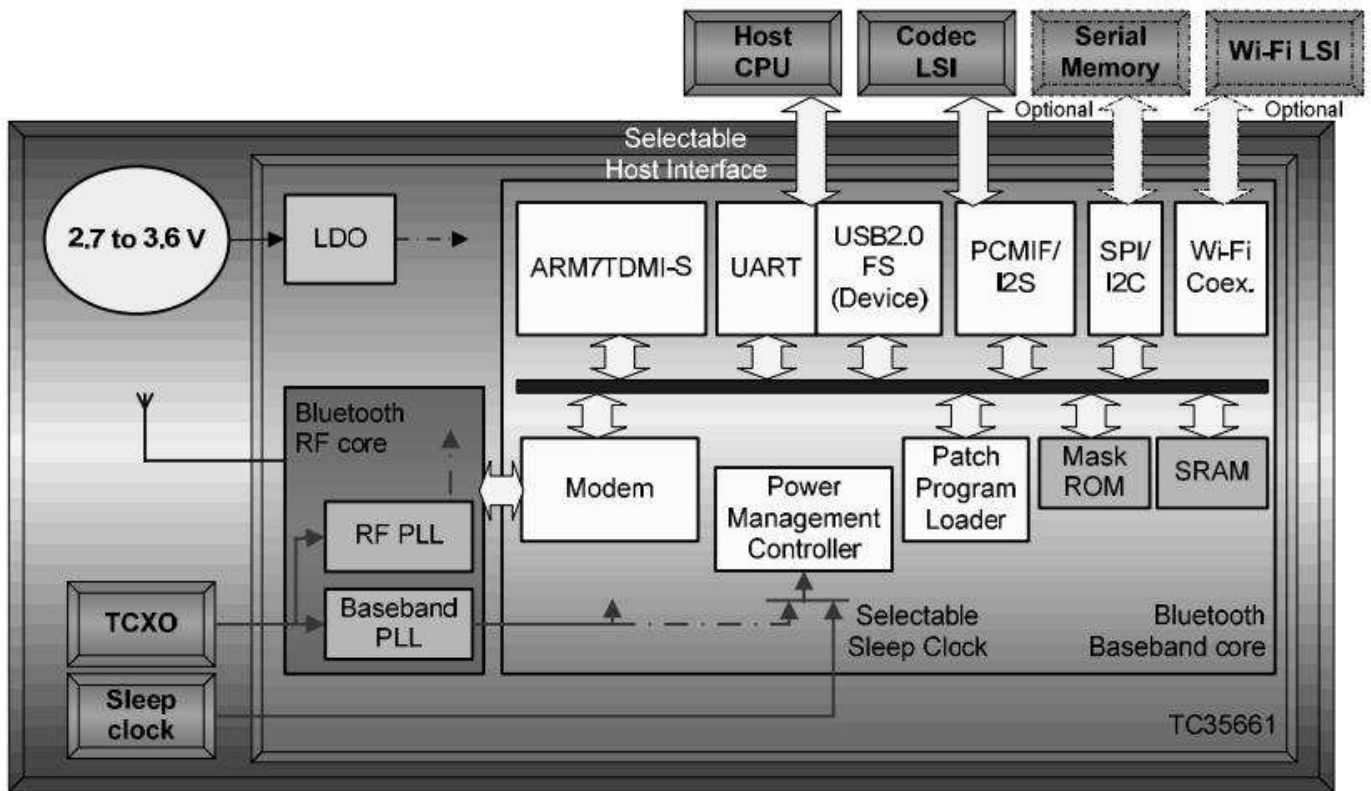 Host
CPU
Codec
LSI
Serial
Memory
Wi-Fi LSI
Optional
Optional
Selectable
Host Interface
2.7 to 3.6 V
LDO
ARM7TDMI-S
UART
USB2.0
FS
(Device)
PCMIF/
I2S
SPI/
I2C
Wi-Fi
Coex.
Bluetooth
RF core
RF PLL
Baseband
PLL
Modem
Power
Management
Controller
Patch
Program
Loader
Mask
ROM
SRAM
TCXO
Sleep
clock
Selectable
Sleep Clock
Bluetooth
Baseband core
TC35661